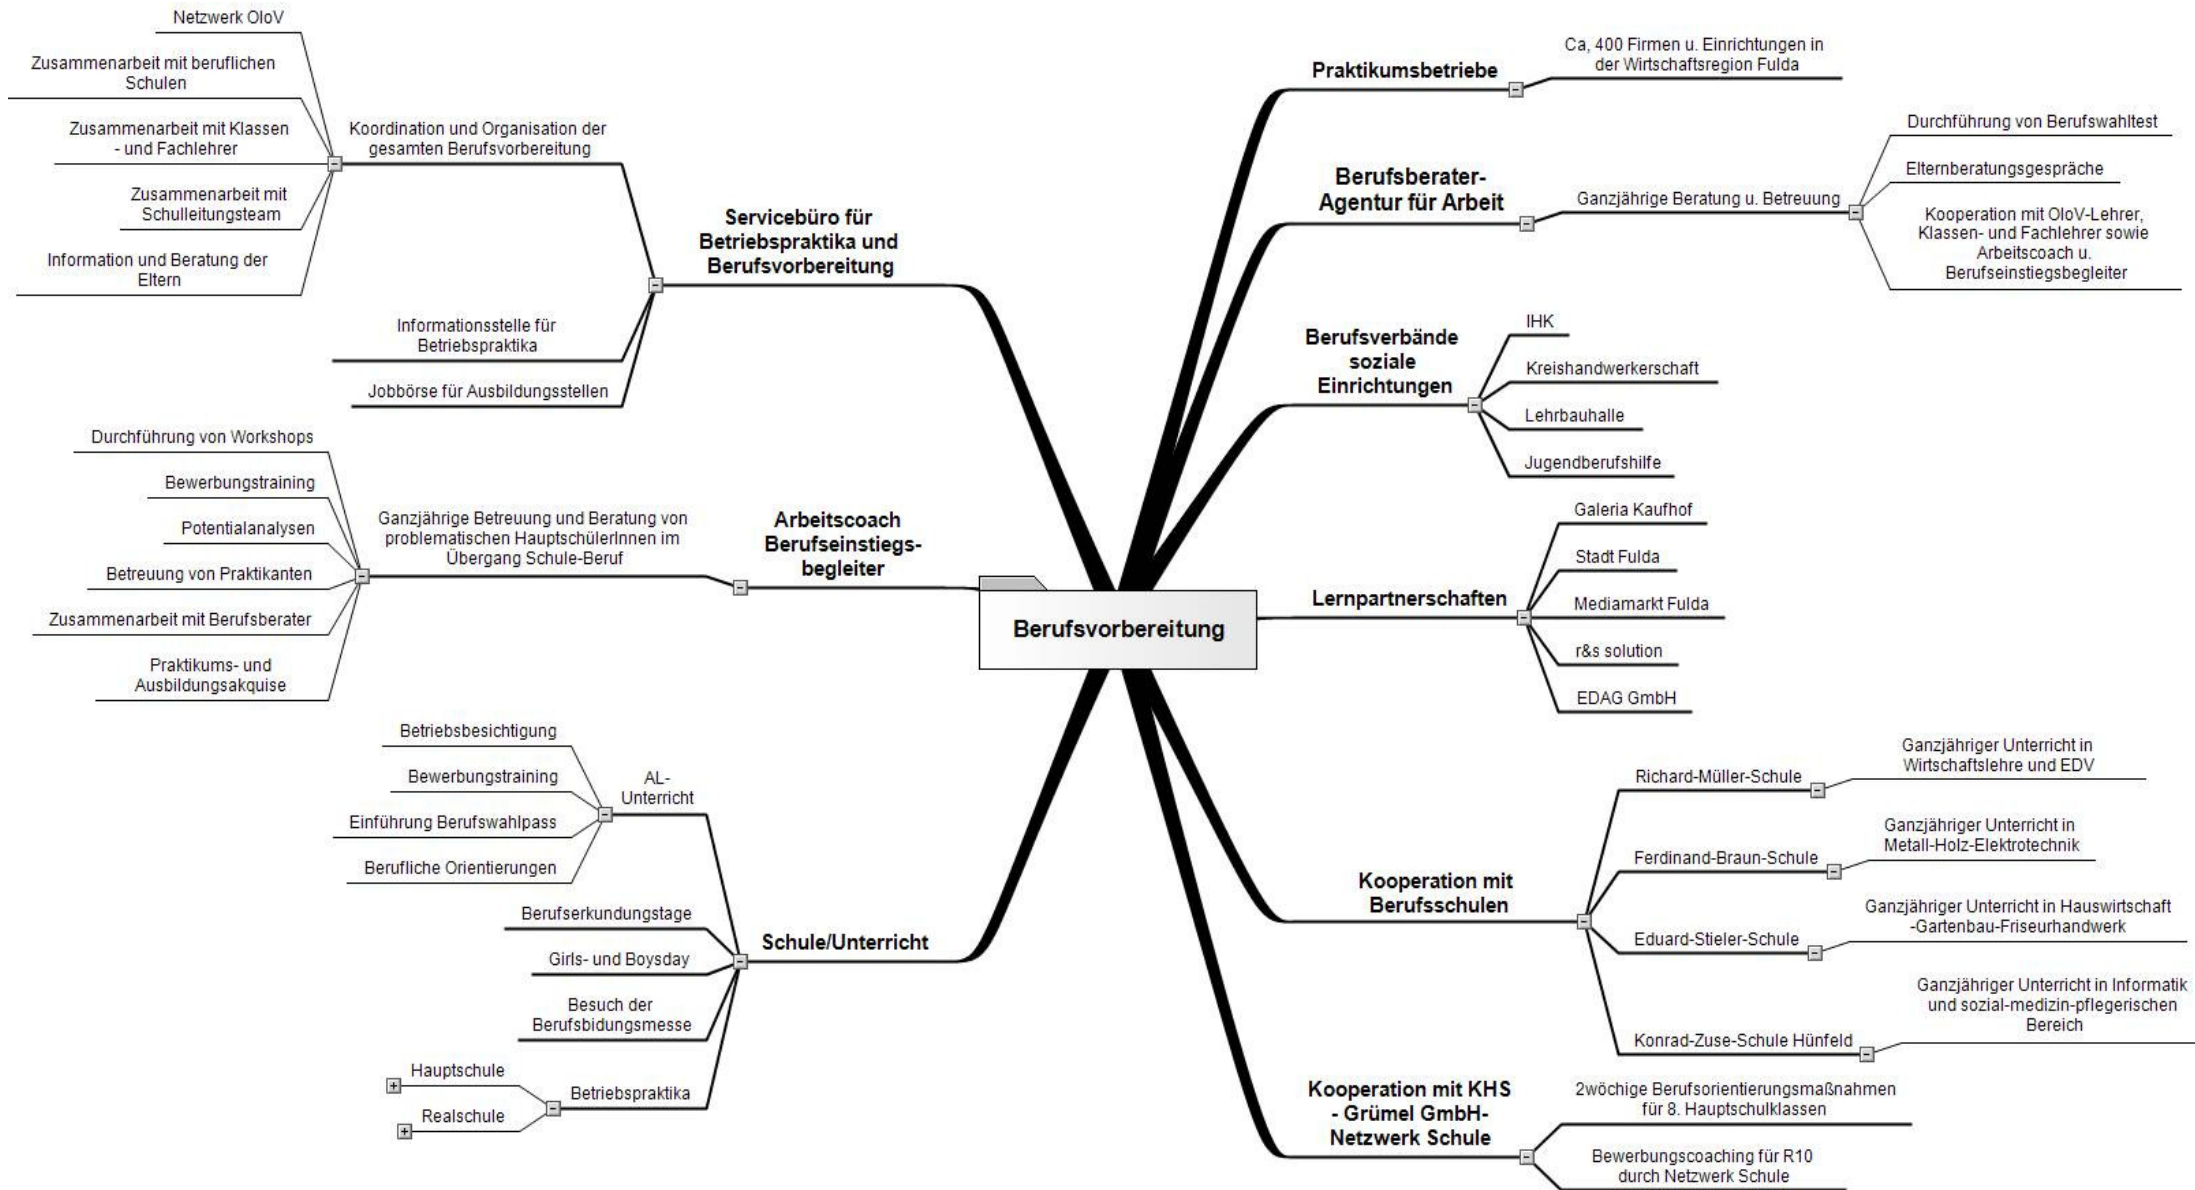 Netzwerk OloV
Zusammenarbeit mit beruflichen
Schulen
Zusammenarbeit mit Klassen
- und Fachlehrer
Zusammenarbeit mit
Schulleitungsteam
Information und Beratung der
Eltern
Koordination und Organisation der
gesamten Berufsvorbereitung
Informationsstelle für
Betriebspraktika
Jobbörse für Ausbildungsstellen
Servicebüro für
Betriebspraktika und
Berufsvorbereitung
Durchführung von Workshops
Bewerbungstraining
Potentialanalysen
Betreuung von Praktikanten
Zusammenarbeit mit Berufsberater
Praktikums- und
Ausbildungsakquise
Ganzjährige Betreuung und Beratung von
problematischen HauptschülerInnen im
Übergang Schule-Beruf
Arbeitscoach
Berufseinstiegs-
begleiter
Betriebsbesichtigung
Bewerbungstraining
Einführung Berufswahlpass
Berufliche Orientierungen
AL-
Unterricht
Berufserkundungstage
Girls- und Boysday
Besuch der
Berufsbidungsmesse
Hauptschule
Realschule
Betriebspraktika
Schule/Unterricht
Berufsvorbereitung
Praktikumsbetriebe
Ca, 400 Firmen u. Einrichtungen in
der Wirtschaftsregion Fulda
Berufsberater-
Agentur für Arbeit
Ganzjährige Beratung u. Betreuung
Durchführung von Berufswahltest
Elternberatungsgespräche
Kooperation mit OloV-Lehrer,
Klassen- und Fachlehrer sowie
Arbeitscoach u.
Berufseinstiegsbegleiter
Berufsverbände
soziale
Einrichtungen
IHK
Kreishandwerkerschaft
Lehrbauhalle
Jugendberufshilfe
Lernpartnerschaften
Galeria Kaufhof
Stadt Fulda
Mediamarkt Fulda
r&s solution
EDAG GmbH
Kooperation mit
Berufsschulen
Richard-Müller-Schule
Ganzjähriger Unterricht in
Wirtschaftslehre und EDV
Ferdinand-Braun-Schule
Ganzjähriger Unterricht in
Metall-Holz-Elektrotechnik
Eduard-Stieler-Schule
Ganzjähriger Unterricht in Hauswirtschaft
-Gartenbau-Friseurhandwerk
Konrad-Zuse-Schule Hünfeld
Ganzjähriger Unterricht in Informatik
und sozial-medizin-pflegerischen
Bereich
Kooperation mit KHS
- Grümel GmbH-
Netzwerk Schule
2wöchige Berufsorientierungsmaßnahmen
für 8. Hauptschulklassen
Bewerbungscoaching für R10
durch Netzwerk Schule